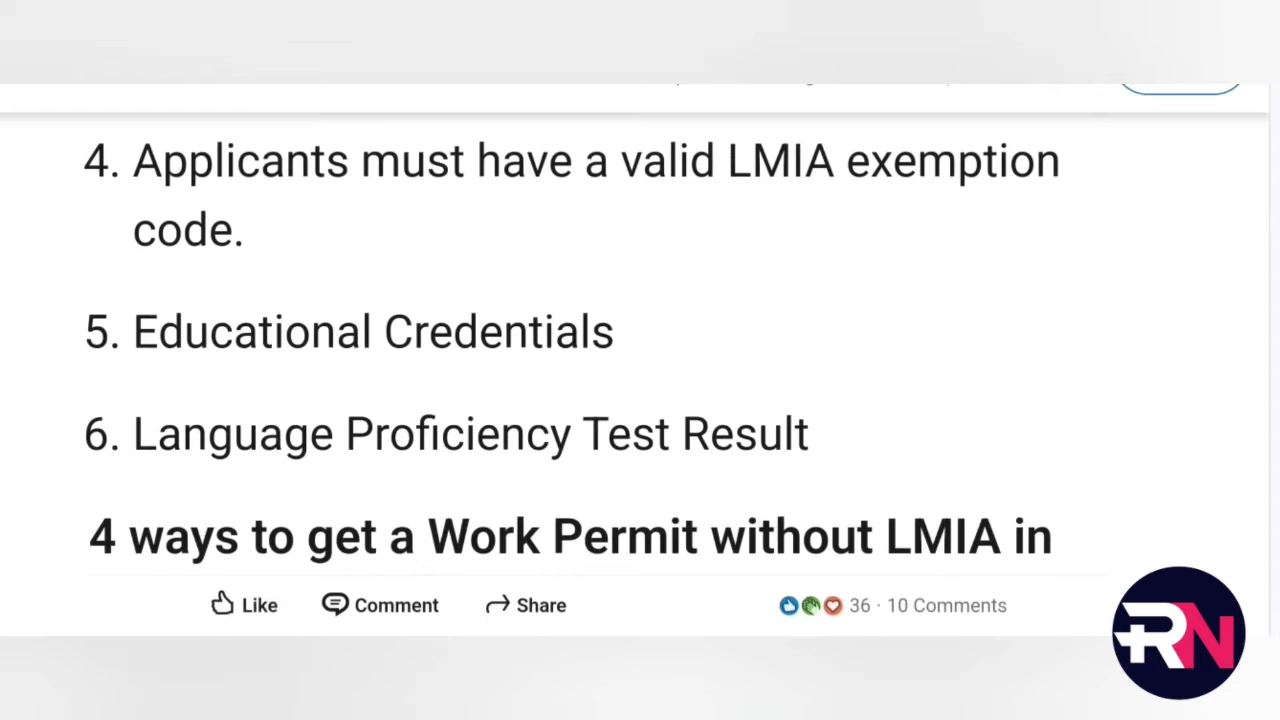 4. Applicants must have a valid LMIA exemption
code.
5. Educational Credentials
6. Language Proficiency Test Result
4 ways to get a Work Permit without LMIA in
Like Comment Share 36 · 10 Comments
RN